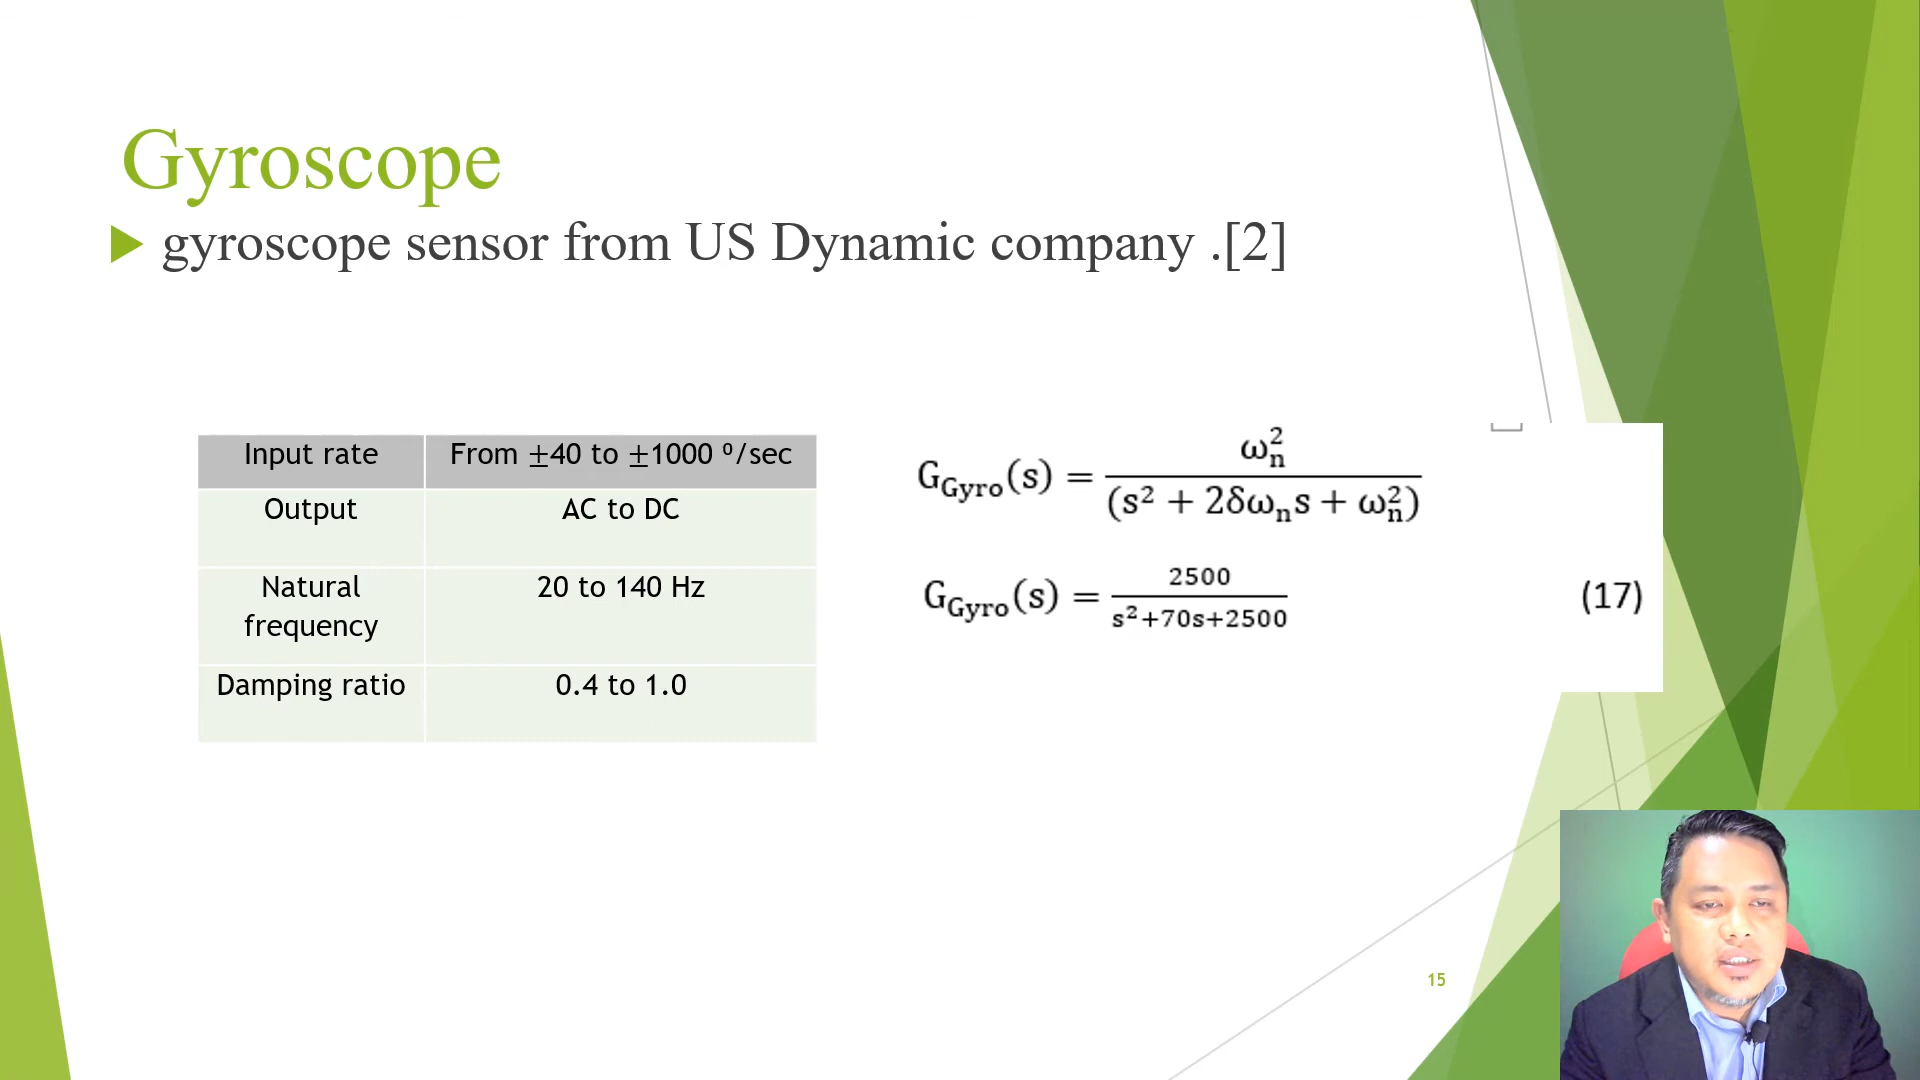 Gyroscope
gyroscope sensor from US Dynamic company .[2]
Input rate From ±40 to ±1000 ⁰/sec
Output AC to DC
Natural frequency 20 to 140 Hz
Damping ratio 0.4 to 1.0
G_Gyro(s) = ω_n^2 / (s^2 + 2δω_n s + ω_n^2)
G_Gyro(s) = 2500 / s^2+70s+2500 (17)
15